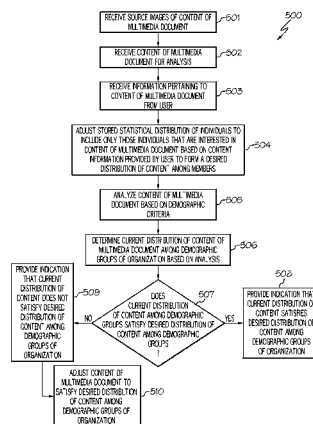 500
RECEIVE SOURCE IMAGES OF CONTENT OF
MULTIMEDIA DOCUMENT
501
RECEIVE CONTENT OF MULTIMEDIA
DOCUMENT FOR ANALYSIS
502
RECEIVE INFORMATION PERTAINING TO
CONTENT OF MULTIMEDIA DOCUMENT
FROM USER
503
ADJUST STORED STATISTICAL DISTRIBUTION OF INDIVIDUALS TO
INCLUDE ONLY THOSE INDIVIDUALS THAT ARE INTERESTED IN
CONTENT OF MULTIMEDIA DOCUMENT BASED ON CONTENT
INFORMATION PROVIDED BY USER TO FORM A DESIRED
DISTRIBUTION OF CONTENT AMONG MEMBERS
504
ANALYZE CONTENT OF MULTIMEDIA
DOCUMENT BASED ON DEMOGRAPHIC
CRITERIA
505
DETERMINE CURRENT DISTRIBUTION OF CONTENT OF
MULTIMEDIA DOCUMENT AMONG DEMOGRAPHIC
GROUPS OF ORGANIZATION BASED ON ANALYSIS
506
DOES
CURRENT DISTRIBUTION
OF CONTENT AMONG DEMOGRAPHIC
GROUPS SATISFY DESIRED DISTRIBUTION OF
CONTENT AMONG DEMOGRAPHIC
GROUPS
?
507
NO
YES
509
PROVIDE INDICATION
THAT CURRENT
DISTRIBUTION OF
CONTENT DOES NOT
SATISFY DESIRED
DISTRIBUTION OF
CONTENT AMONG
DEMOGRAPHIC
GROUPS OF
ORGANIZATION
508
PROVIDE INDICATION THAT
CURRENT DISTRIBUTION OF
CONTENT SATISFIES
DESIRED DISTRIBUTION OF
CONTENT AMONG
DEMOGRAPHIC GROUPS
OF ORGANIZATION
ADJUST CONTENT OF
MULTIMEDIA DOCUMENT TO
SATISFY DESIRED DISTRIBUTION
OF CONTENT AMONG
DEMOGRAPHIC GROUPS OF
ORGANIZATION
510